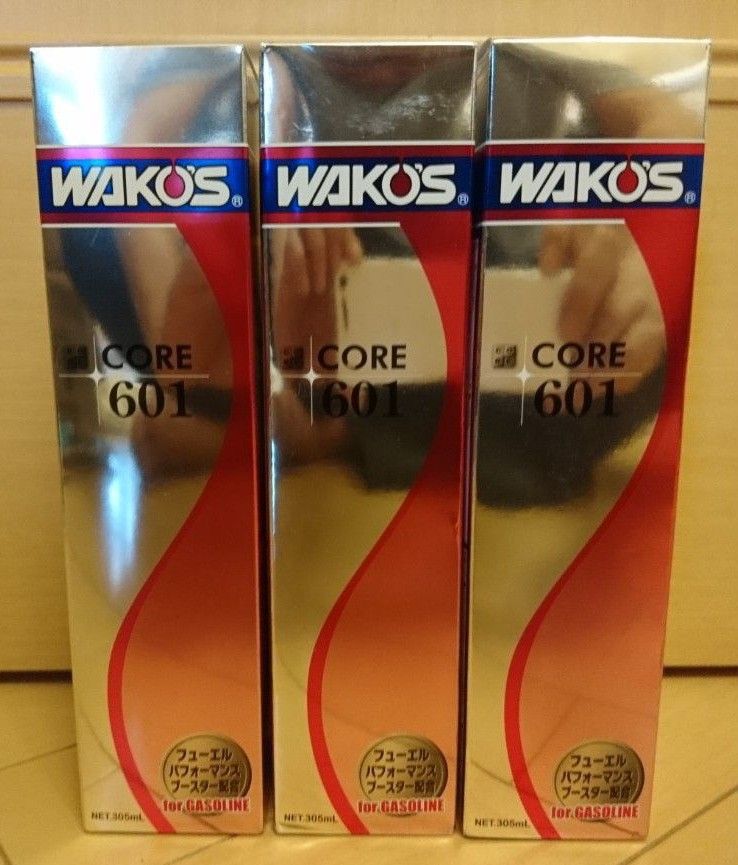 WAKO'S®
CORE
601
フューエル
パフォーマンス
ブースター配合
for GASOLINE
NET.305mL
WAKO'S®
CORE
601
フューエル
パフォーマンス
ブースター配合
for GASOLINE
NET.305mL
WAKO'S®
CORE
601
フューエル
パフォーマンス
ブースター配合
for GASOLINE
NET.305mL